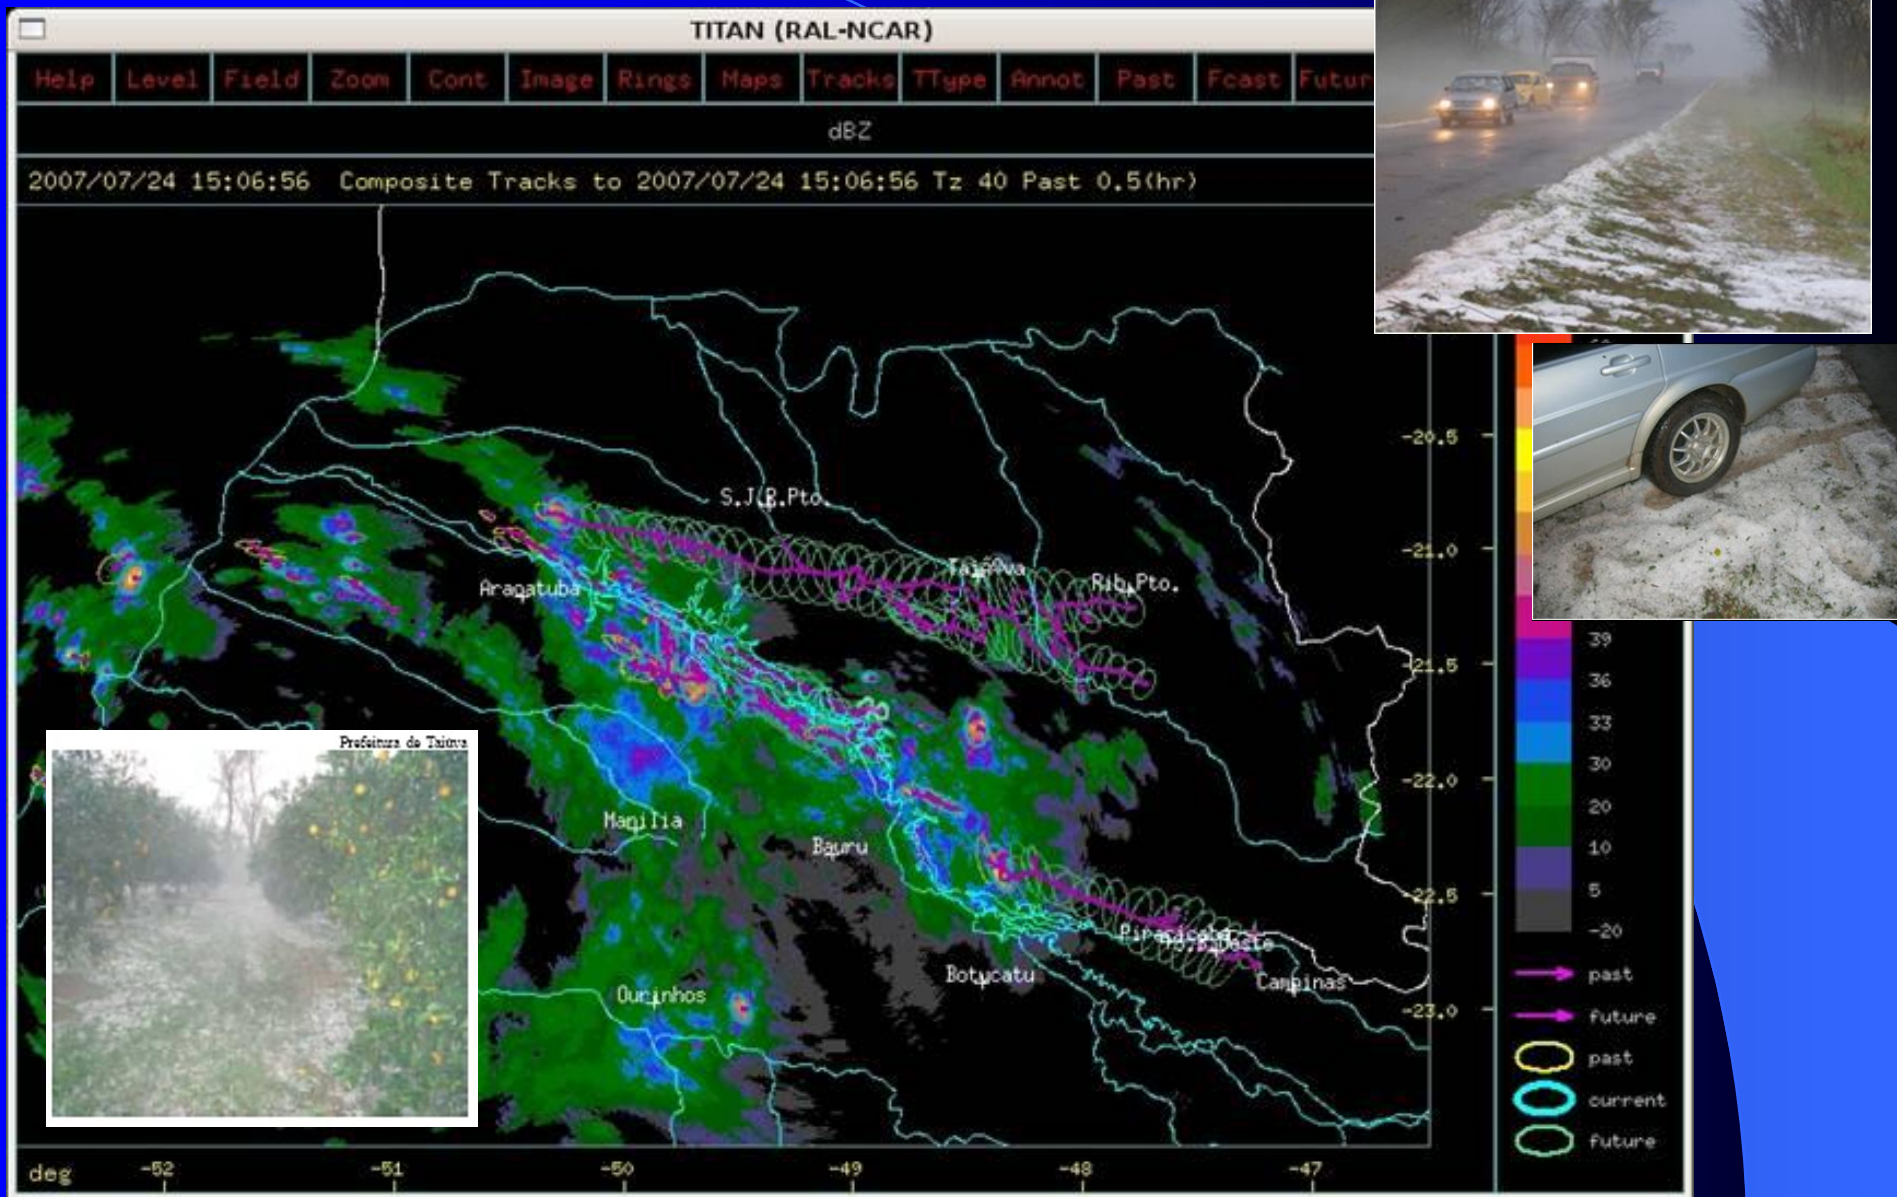 TITAN (RAL-NCAR)
Help Level Field Zoom Cont Image Rings Maps Tracks TType Annot Past Fcast Futur
dBZ
2007/07/24 15:06:56 Composite Tracks to 2007/07/24 15:06:56 Tz 40 Past 0.5(hr)
-20.5
S.J.R.Pto.
-21.0
Taiúva
Rib.Pto.
Araçatuba
39
-21.5
36
33
Prefeitura de Taiúva
30
-22.0
20
Marilia
Bauru
10
5
-22.5
-20
Piracicaba
Botucatu
past
Campinas
Ourinhos
-23.0
future
past
current
future
deg -52 -51 -50 -49 -48 -47